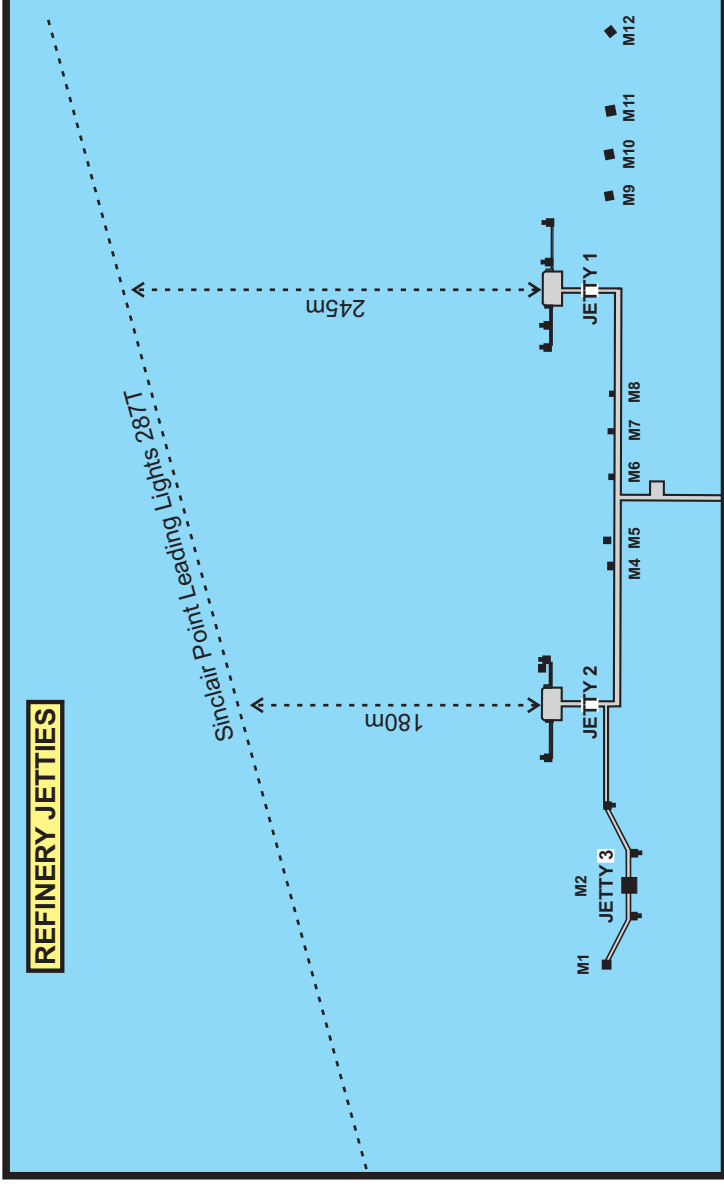 REFINERY JETTIES
Sinclair Point Leading Lights 287T
245m
180m
M12
M11
M10
M9
JETTY 1
M8
M7
M6
M5
M4
JETTY 2
M2
JETTY 3
M1